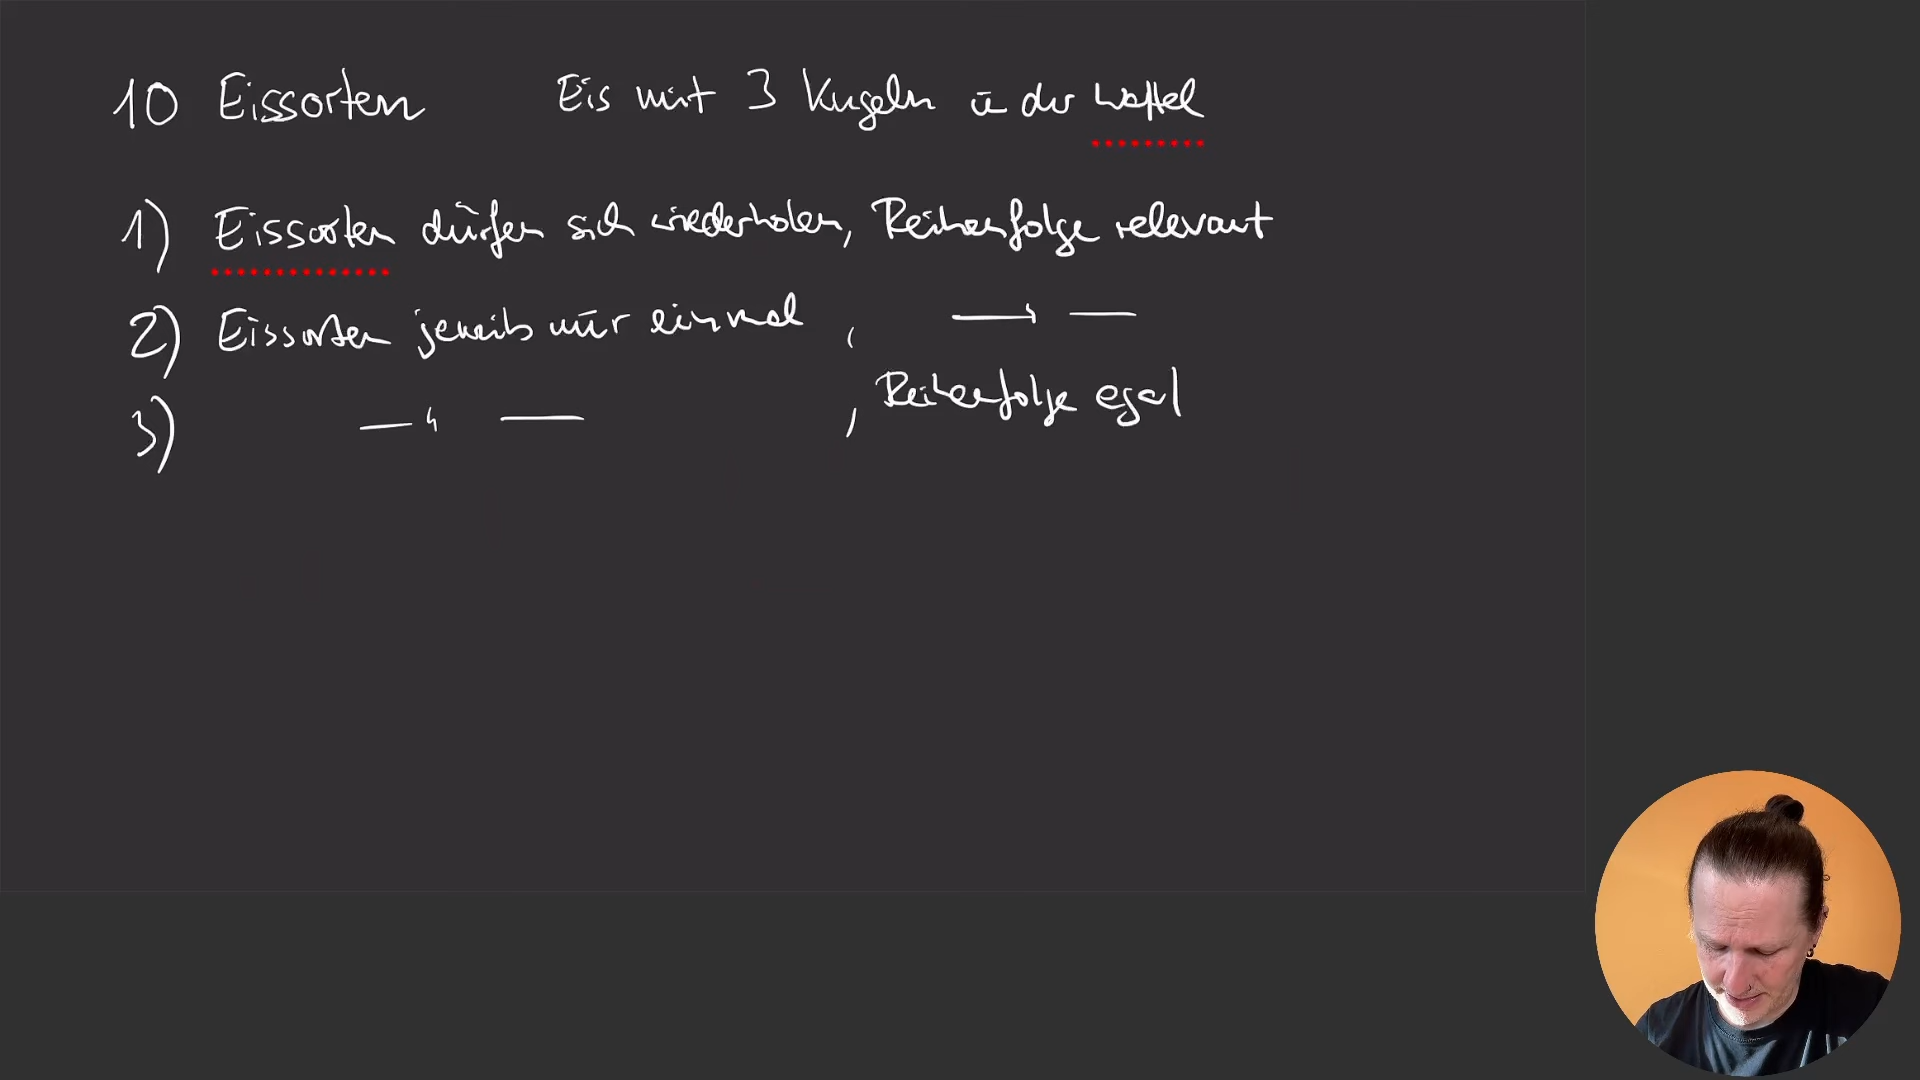 10 Eissorten Eis mit 3 Kugeln in der Waffel
1) Eissorten dürfen sich wiederholen, Reihenfolge relevant
2) Eissorten jeweils nur einmal , — " —
3) — " — , Reihenfolge egal